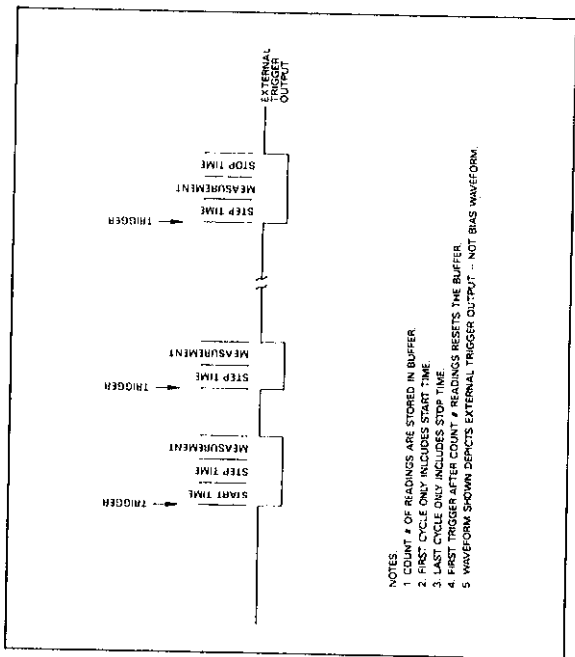 TRIGGER
START TIME
STEP TIME
MEASUREMENT
TRIGGER
STEP TIME
MEASUREMENT
TRIGGER
STEP TIME
MEASUREMENT
STOP TIME
EXTERNAL
TRIGGER
OUTPUT
NOTES:
1 COUNT # OF READINGS ARE STORED IN BUFFER.
2. FIRST CYCLE ONLY INLCUDES START TIME.
3. LAST CYCLE ONLY INCLUDES STOP TIME.
4. FIRST TRIGGER AFTER COUNT # READINGS RESETS THE BUFFER.
5 WAVEFORM SHOWN DEPICTS EXTERNAL TRIGGER OUTPUT -- NOT BIAS WAVEFORM.